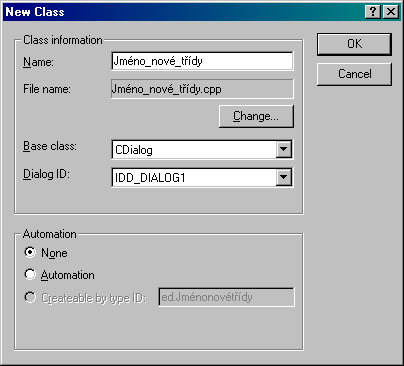 New Class
Class information
Name: Jméno_nové_třídy
File name: Jméno_nové_třídy.cpp
Change...
Base class: CDialog
Dialog ID: IDD_DIALOG1
Automation
None
Automation
Createable by type ID: ed.Jménonovétřídy
OK
Cancel